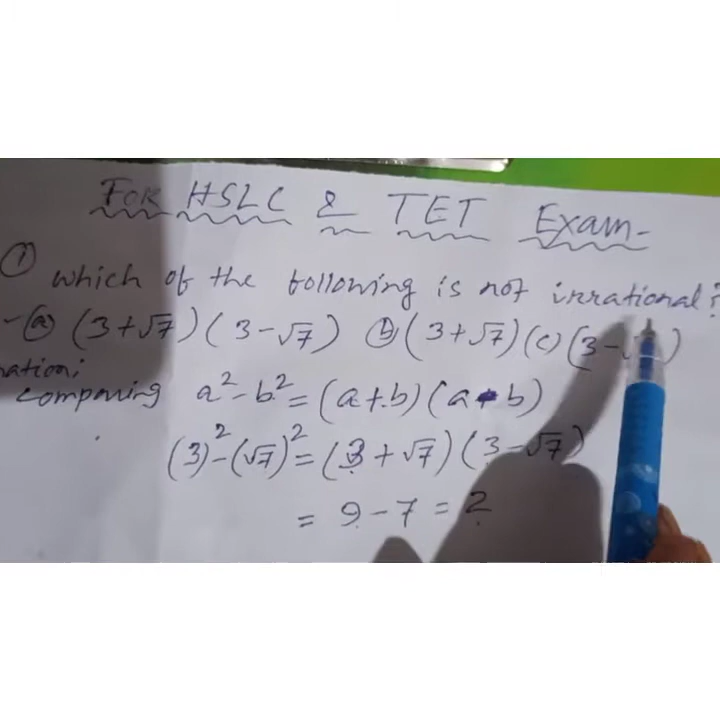 FOR HSLC & TET Exam-
① Which of the following is not irrational?
-ⓐ (3+√7)(3-√7) ⓑ (3+√7) (c) (3-√
nation:
comparing a²-b²=(a+b)(a-b)
(3)²-(√7)²=(3+√7)(3-√7)
= 9-7=2